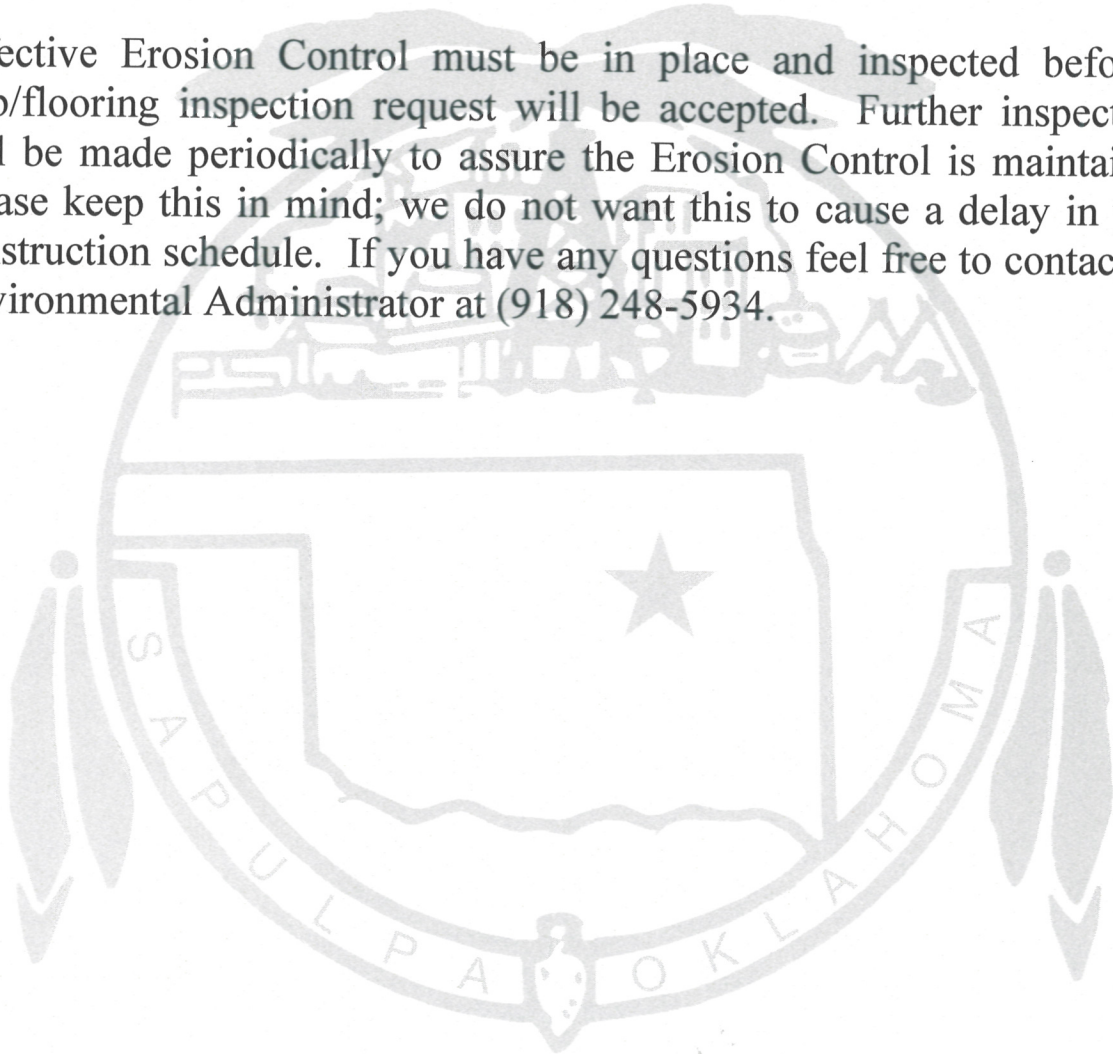 ective Erosion Control must be in place and inspected befo
o/flooring inspection request will be accepted. Further inspect
l be made periodically to assure the Erosion Control is maintai
ase keep this in mind; we do not want this to cause a delay in
struction schedule. If you have any questions feel free to contac
vironmental Administrator at (918) 248-5934.
SAPULPA OKLAHOMA